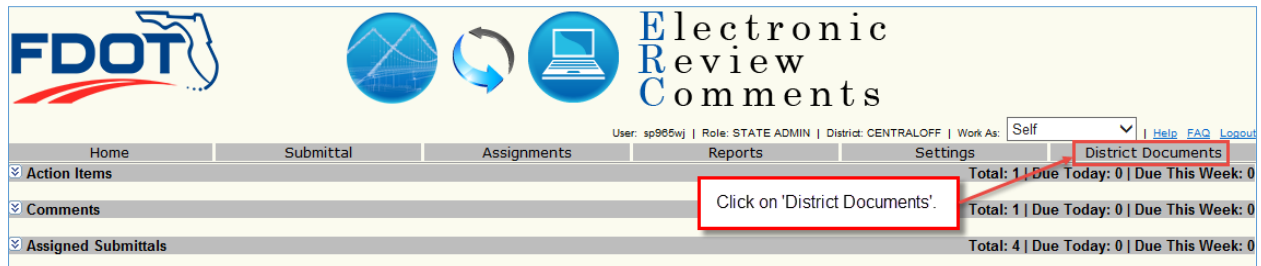 FDOT
Electronic
Review
Comments
User: sp965wj | Role: STATE ADMIN | District: CENTRALOFF | Work As: Self | Help FAQ Logout
Home Submittal Assignments Reports Settings District Documents
Action Items Total: 1 | Due Today: 0 | Due This Week: 0
Click on 'District Documents'.
Comments Total: 1 | Due Today: 0 | Due This Week: 0
Assigned Submittals Total: 4 | Due Today: 0 | Due This Week: 0